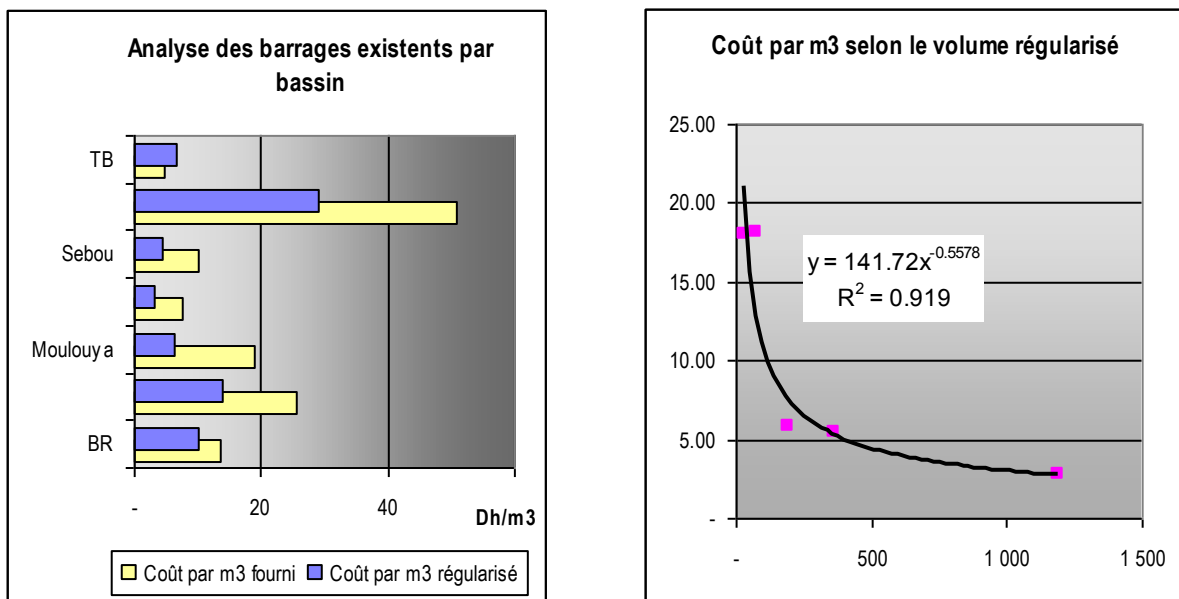 Analyse des barrages existents par
bassin
TB
Sebou
Moulouya
BR
-
20
40
Dh/m3
Coût par m3 fourni
Coût par m3 régularisé
Coût par m3 selon le volume régularisé
25.00
20.00
15.00
10.00
5.00
-
y = 141.72x^-0.5578
R² = 0.919
-
500
1 000
1 500